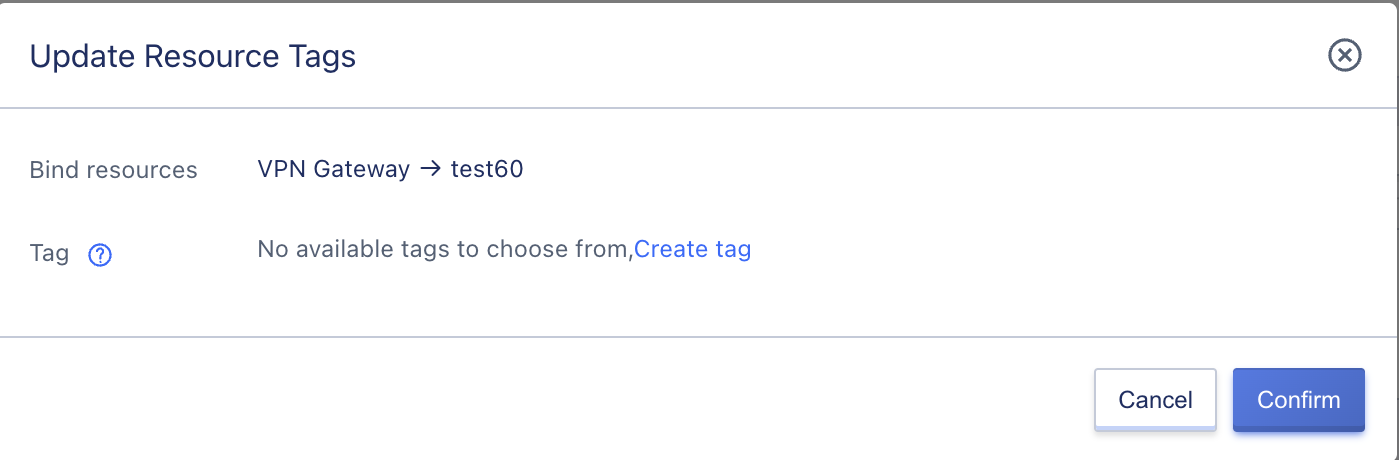 Update Resource Tags
Bind resources VPN Gateway → test60
Tag No available tags to choose from,Create tag
Cancel Confirm